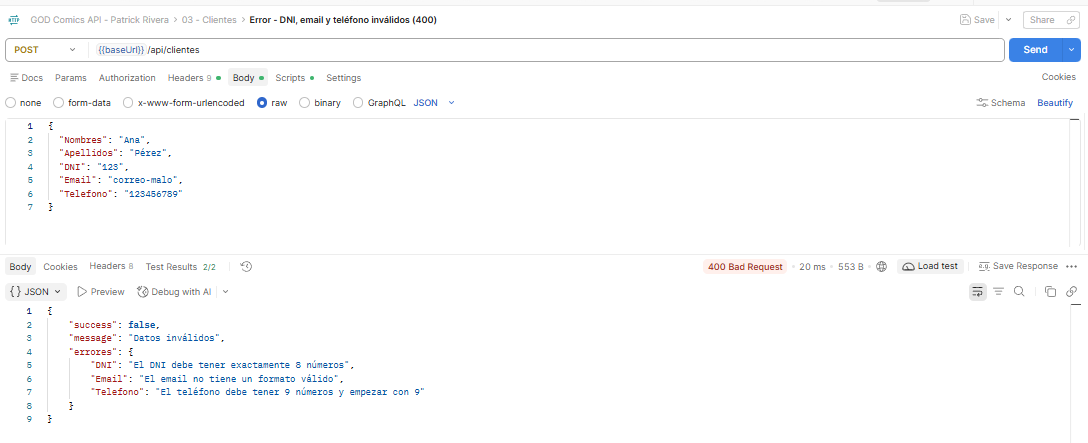 HTTP GOD Comics API - Patrick Rivera > 03 - Clientes > Error - DNI, email y teléfono inválidos (400) Save Share
POST {{baseUrl}} /api/clientes Send
Docs Params Authorization Headers 9 Body Scripts Settings Cookies
none form-data x-www-form-urlencoded raw binary GraphQL JSON Schema Beautify
1 {
2 "Nombres": "Ana",
3 "Apellidos": "Pérez",
4 "DNI": "123",
5 "Email": "correo-malo",
6 "Telefono": "123456789"
7 }
Body Cookies Headers 8 Test Results 2/2 400 Bad Request • 20 ms • 553 B • Load test Save Response
{} JSON Preview Debug with AI
1 {
2 "success": false,
3 "message": "Datos inválidos",
4 "errores": {
5 "DNI": "El DNI debe tener exactamente 8 números",
6 "Email": "El email no tiene un formato válido",
7 "Telefono": "El teléfono debe tener 9 números y empezar con 9"
8 }
9 }